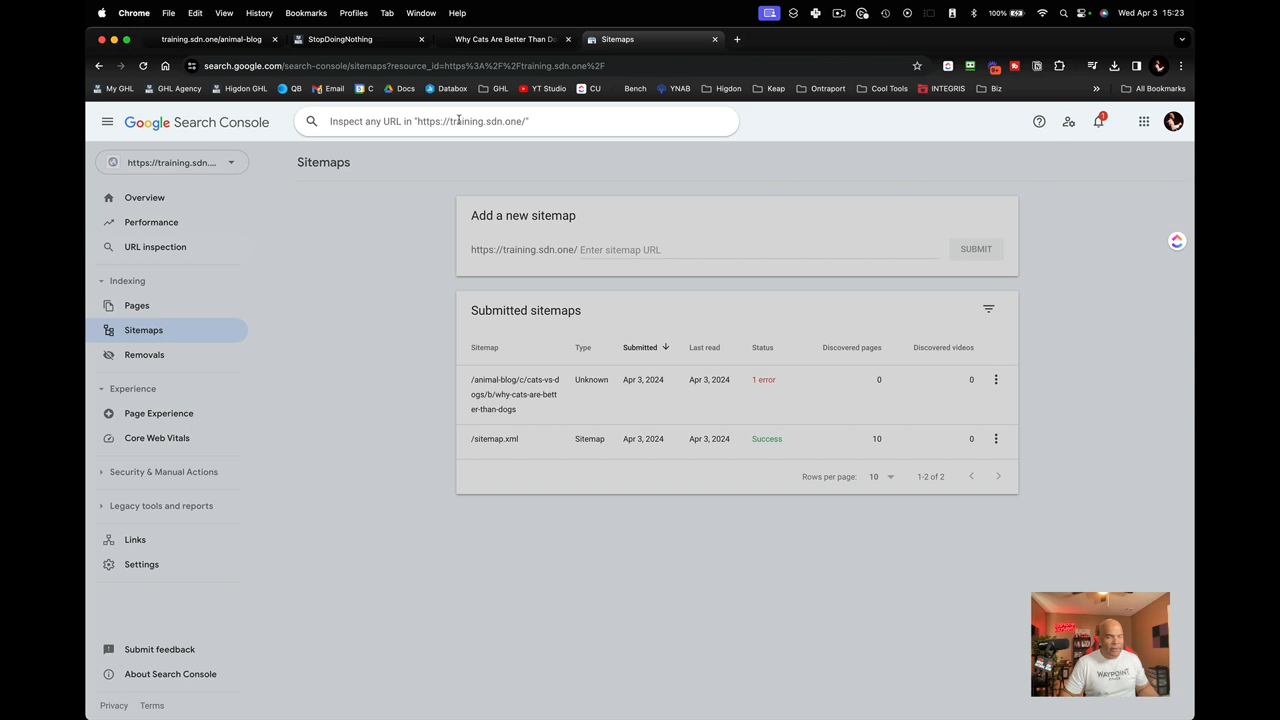 Chrome File Edit View History Bookmarks Profiles Tab Window Help 100% Wed Apr 3 15:23
training.sdn.one/animal-blog StopDoingNothing Why Cats Are Better Than Do Sitemaps
search.google.com/search-console/sitemaps?resource_id=https%3A%2F%2Ftraining.sdn.one%2F
My GHL GHL Agency Higdon GHL QB Email C Docs Databox GHL YT Studio CU Bench YNAB Higdon Keap Ontraport Cool Tools INTEGRIS Biz » All Bookmarks
Google Search Console
Inspect any URL in "https://training.sdn.one/"
1
https://training.sdn....
Sitemaps
Overview
Performance
URL inspection
Indexing
Pages
Sitemaps
Removals
Experience
Page Experience
Core Web Vitals
Security & Manual Actions
Legacy tools and reports
Links
Settings
Submit feedback
About Search Console
Privacy Terms
Add a new sitemap
https://training.sdn.one/ Enter sitemap URL SUBMIT
Submitted sitemaps
Sitemap Type Submitted Last read Status Discovered pages Discovered videos
/animal-blog/c/cats-vs-d Unknown Apr 3, 2024 Apr 3, 2024 1 error 0 0
ogs/b/why-cats-are-bett
er-than-dogs
/sitemap.xml Sitemap Apr 3, 2024 Apr 3, 2024 Success 10 0
Rows per page: 10 1-2 of 2
WAYPOINT